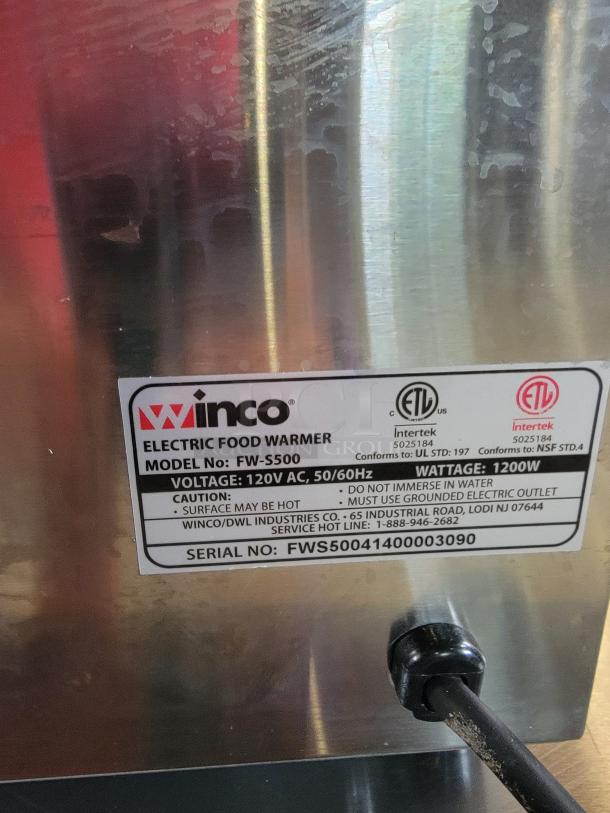 Winco®
ELECTRIC FOOD WARMER
MODEL No: FW-S500
C ETL US
Intertek
5025184
Conforms to: UL STD: 197
ETL
Intertek
5025184
Conforms to: NSF STD.4
VOLTAGE: 120V AC, 50/60Hz WATTAGE: 1200W
CAUTION:
• SURFACE MAY BE HOT
• DO NOT IMMERSE IN WATER
• MUST USE GROUNDED ELECTRIC OUTLET
WINCO/DWL INDUSTRIES CO. • 65 INDUSTRIAL ROAD, LODI NJ 07644
SERVICE HOT LINE: 1-888-946-2682
SERIAL NO: FWS50041400003090